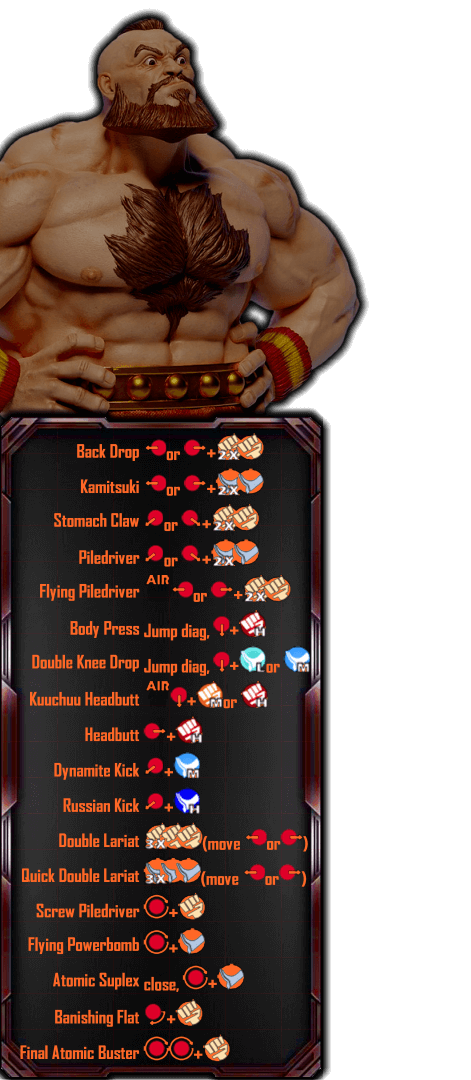 Back Drop or + 2X
Kamitsuki or + 2X
Stomach Claw or + 2X
Piledriver or + 2X
Flying Piledriver AIR or + 2X
Body Press Jump diag, + H
Double Knee Drop Jump diag, + L or M
Kuuchuu Headbutt AIR + M or H
Headbutt + H
Dynamite Kick + M
Russian Kick + H
Double Lariat 3X (move or )
Quick Double Lariat 3X (move or )
Screw Piledriver +
Flying Powerbomb +
Atomic Suplex close, +
Banishing Flat +
Final Atomic Buster +